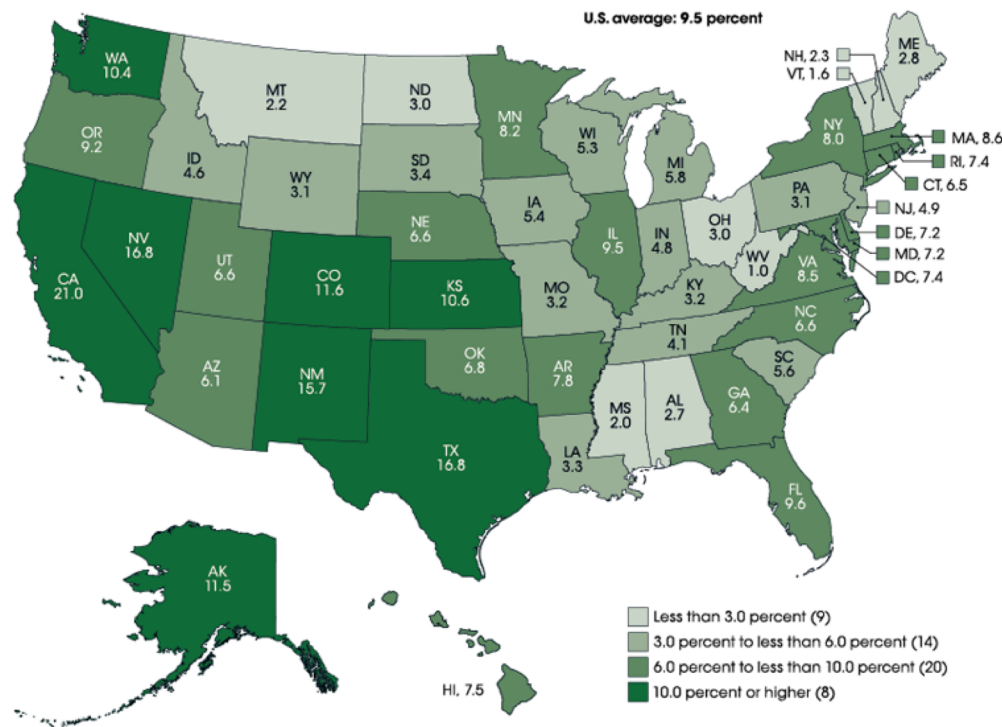 U.S. average: 9.5 percent
WA
10.4
OR
9.2
CA
21.0
NV
16.8
ID
4.6
MT
2.2
WY
3.1
UT
6.6
AZ
6.1
CO
11.6
NM
15.7
ND
3.0
SD
3.4
NE
6.6
KS
10.6
OK
6.8
TX
16.8
MN
8.2
IA
5.4
MO
3.2
AR
7.8
LA
3.3
WI
5.3
IL
9.5
MI
5.8
IN
4.8
OH
3.0
KY
3.2
TN
4.1
MS
2.0
AL
2.7
GA
6.4
FL
9.6
SC
5.6
NC
6.6
VA
8.5
WV
1.0
PA
3.1
NY
8.0
ME
2.8
NH, 2.3
VT, 1.6
MA, 8.6
RI, 7.4
CT, 6.5
NJ, 4.9
DE, 7.2
MD, 7.2
DC, 7.4
AK
11.5
HI, 7.5
Less than 3.0 percent (9)
3.0 percent to less than 6.0 percent (14)
6.0 percent to less than 10.0 percent (20)
10.0 percent or higher (8)